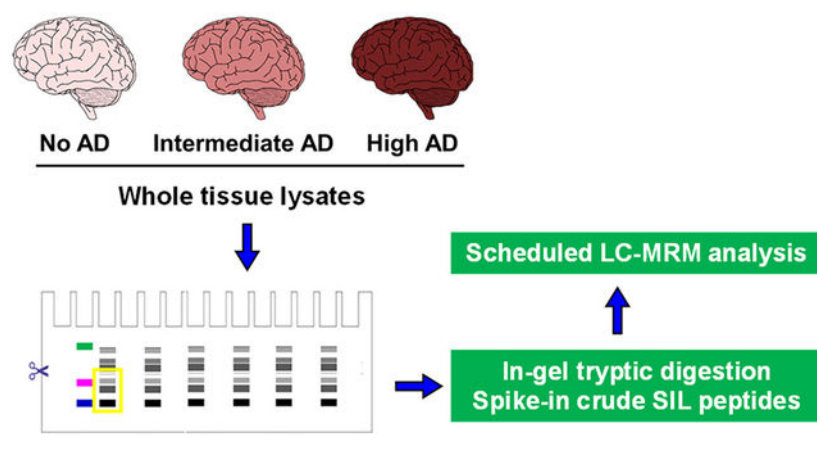 No AD
Intermediate AD
High AD
Whole tissue lysates
Scheduled LC-MRM analysis
In-gel tryptic digestion
Spike-in crude SIL peptides